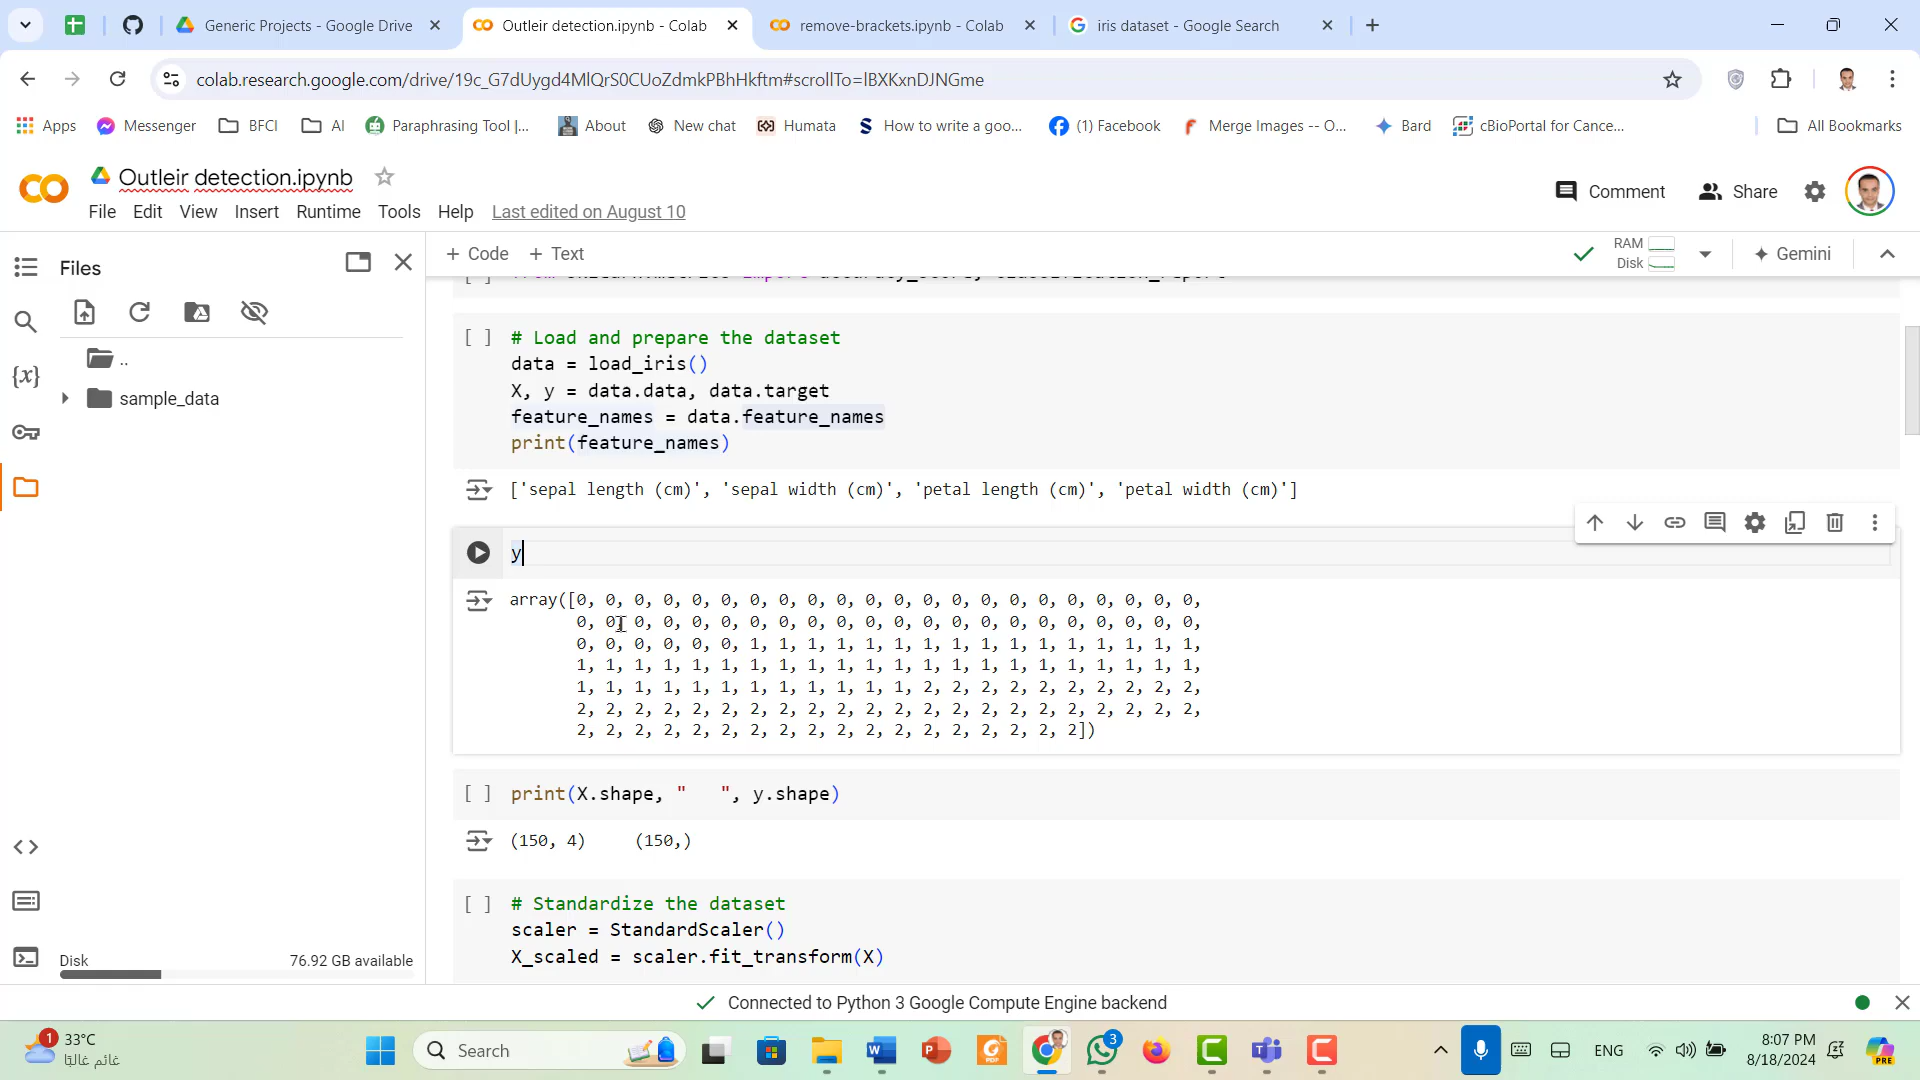 Generic Projects - Google Drive
Outleir detection.ipynb - Colab
remove-brackets.ipynb - Colab
iris dataset - Google Search
colab.research.google.com/drive/19c_G7dUygd4MlQrS0CUoZdmkPBhHkftm#scrollTo=lBXKxnDJNGme
Apps
Messenger
BFCI
AI
Paraphrasing Tool |...
About
New chat
Humata
How to write a goo...
(1) Facebook
Merge Images -- O...
Bard
cBioPortal for Cance...
All Bookmarks
Outleir detection.ipynb
Comment
Share
File Edit View Insert Runtime Tools Help Last edited on August 10
Files
+ Code + Text
RAM
Disk
Gemini
..
sample_data
[ ] # Load and prepare the dataset
data = load_iris()
X, y = data.data, data.target
feature_names = data.feature_names
print(feature_names)
['sepal length (cm)', 'sepal width (cm)', 'petal length (cm)', 'petal width (cm)']
y
array([0, 0, 0, 0, 0, 0, 0, 0, 0, 0, 0, 0, 0, 0, 0, 0, 0, 0, 0, 0, 0, 0,
0, 0, 0, 0, 0, 0, 0, 0, 0, 0, 0, 0, 0, 0, 0, 0, 0, 0, 0, 0, 0, 0,
0, 0, 0, 0, 0, 0, 1, 1, 1, 1, 1, 1, 1, 1, 1, 1, 1, 1, 1, 1, 1, 1,
1, 1, 1, 1, 1, 1, 1, 1, 1, 1, 1, 1, 1, 1, 1, 1, 1, 1, 1, 1, 1, 1,
1, 1, 1, 1, 1, 1, 1, 1, 1, 1, 1, 1, 2, 2, 2, 2, 2, 2, 2, 2, 2, 2,
2, 2, 2, 2, 2, 2, 2, 2, 2, 2, 2, 2, 2, 2, 2, 2, 2, 2, 2, 2, 2, 2,
2, 2, 2, 2, 2, 2, 2, 2, 2, 2, 2, 2, 2, 2, 2, 2, 2, 2])
[ ] print(X.shape, "   ", y.shape)
(150, 4)     (150,)
[ ] # Standardize the dataset
scaler = StandardScaler()
X_scaled = scaler.fit_transform(X)
Disk
76.92 GB available
Connected to Python 3 Google Compute Engine backend
1
33°C
غائم غالبًا
Search
3
ENG
8:07 PM
8/18/2024
PRE